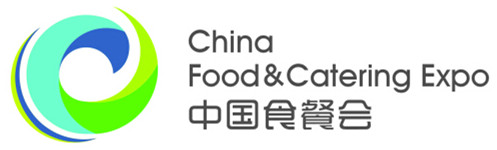 China
Food&Catering Expo
中国食餐会